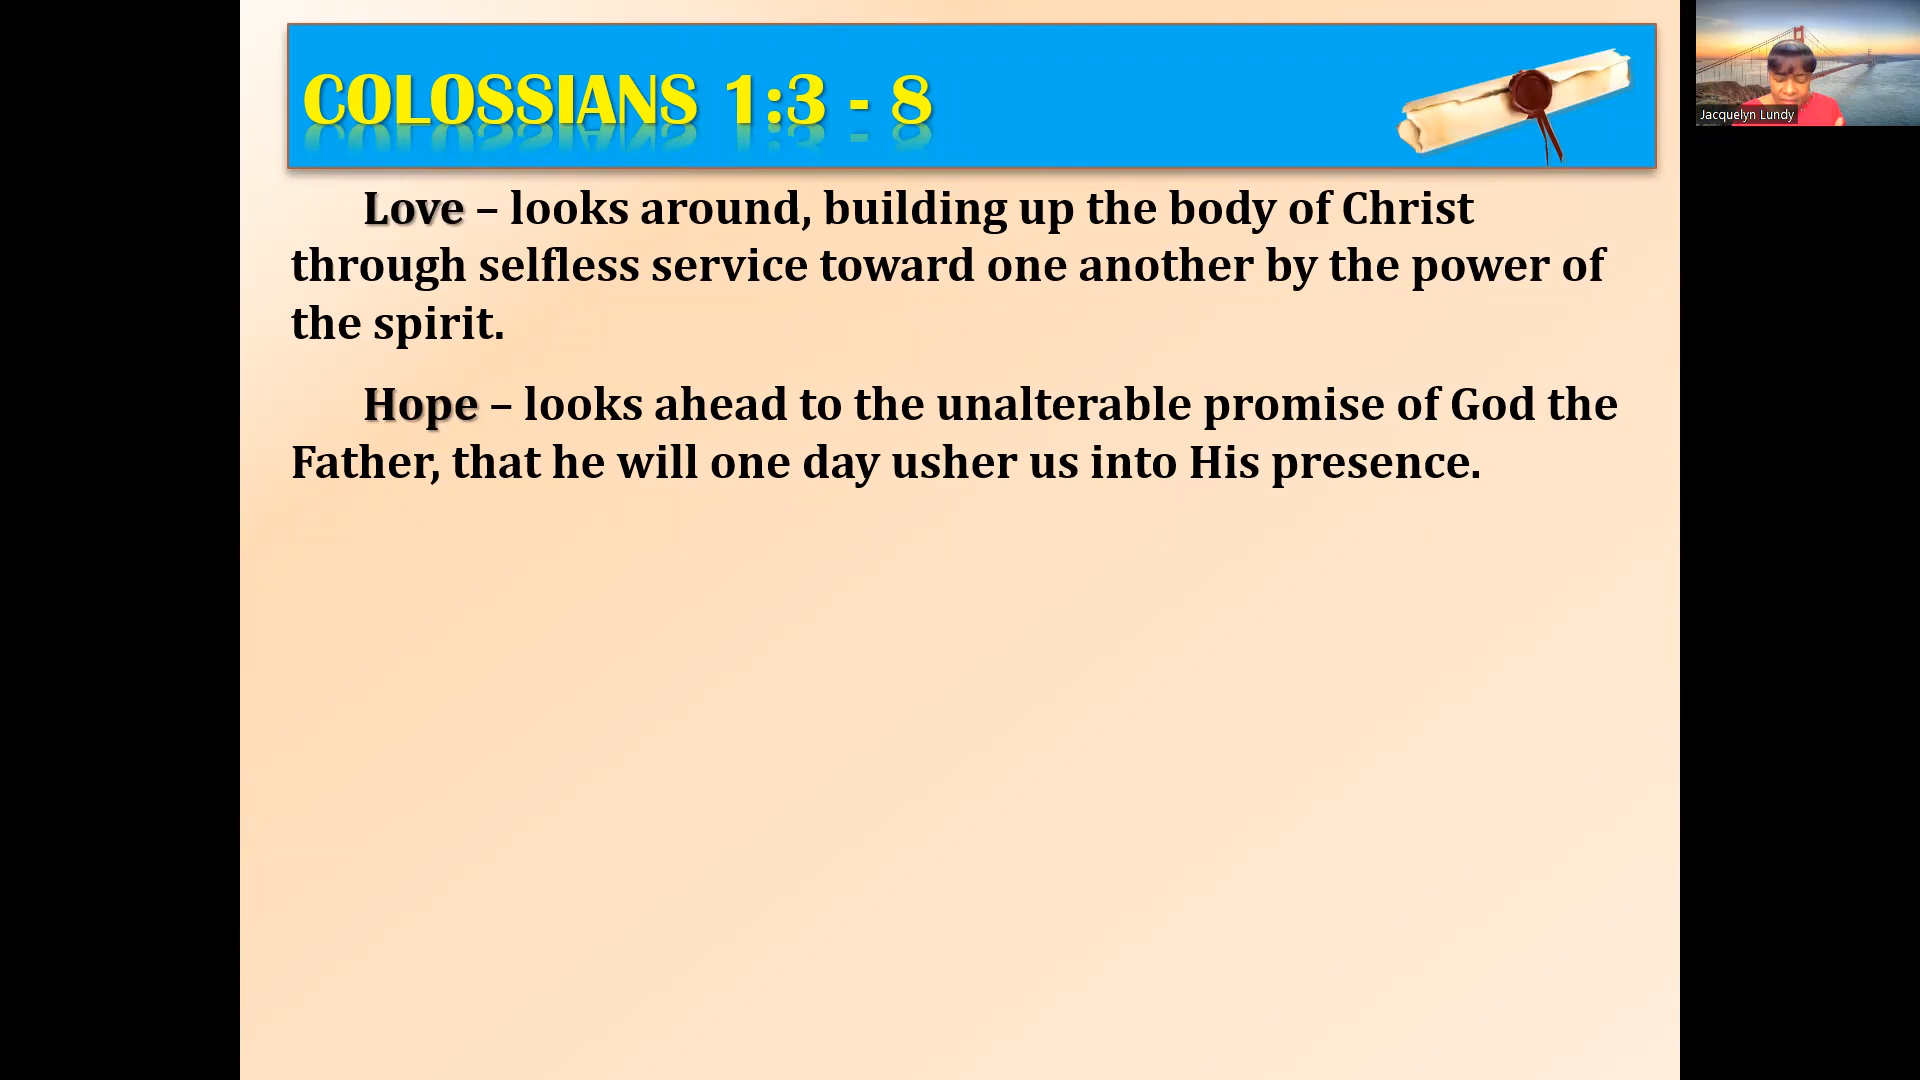 COLOSSIANS 1:3 - 8
Jacquelyn Lundy
Love – looks around, building up the body of Christ
through selfless service toward one another by the power of
the spirit.
Hope – looks ahead to the unalterable promise of God the
Father, that he will one day usher us into His presence.